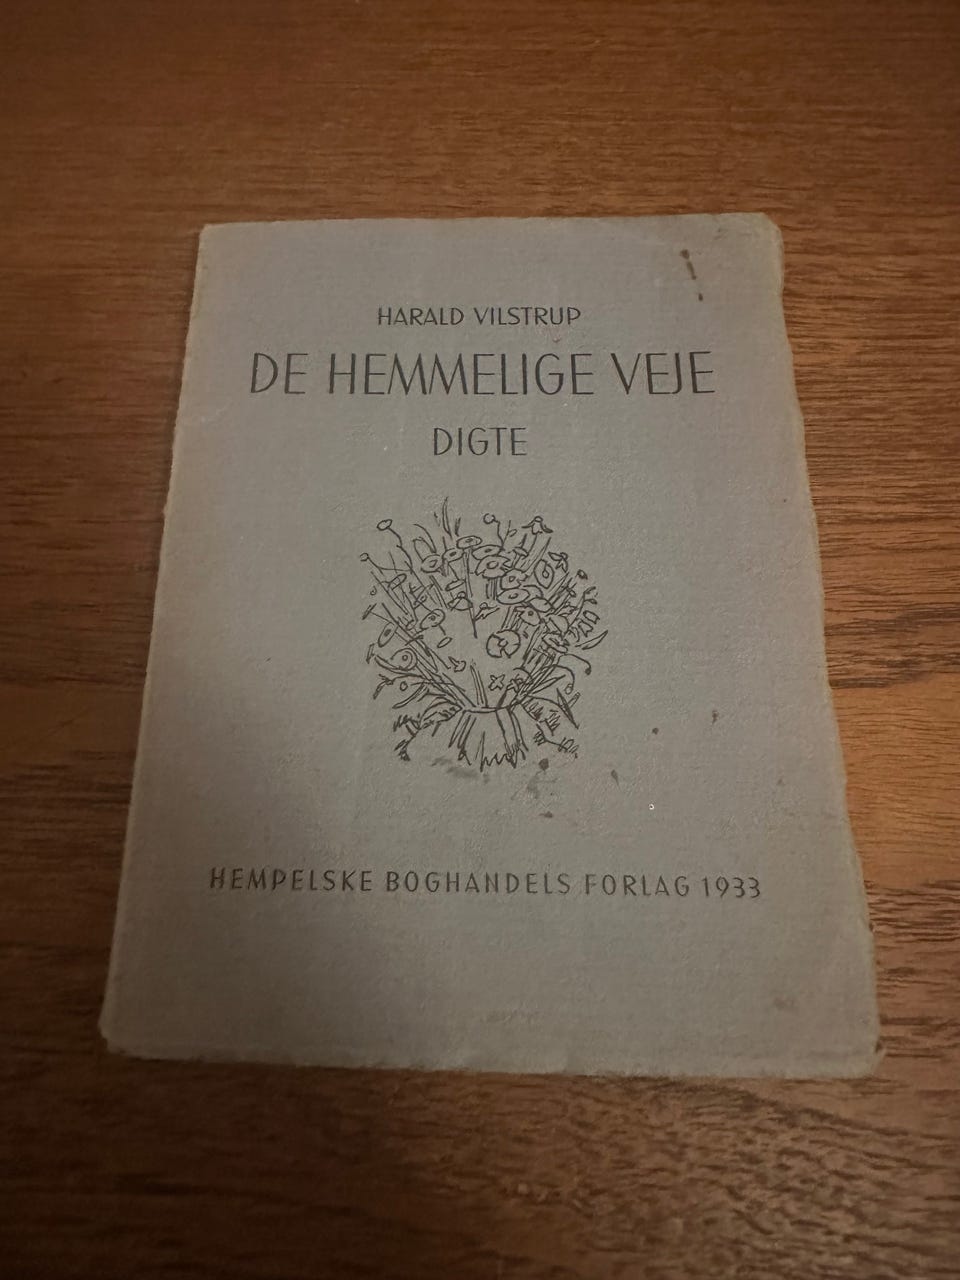 HARALD VILSTRUP
DE HEMMELIGE VEJE
DIGTE
HEMPELSKE BOGHANDELS FORLAG 1933